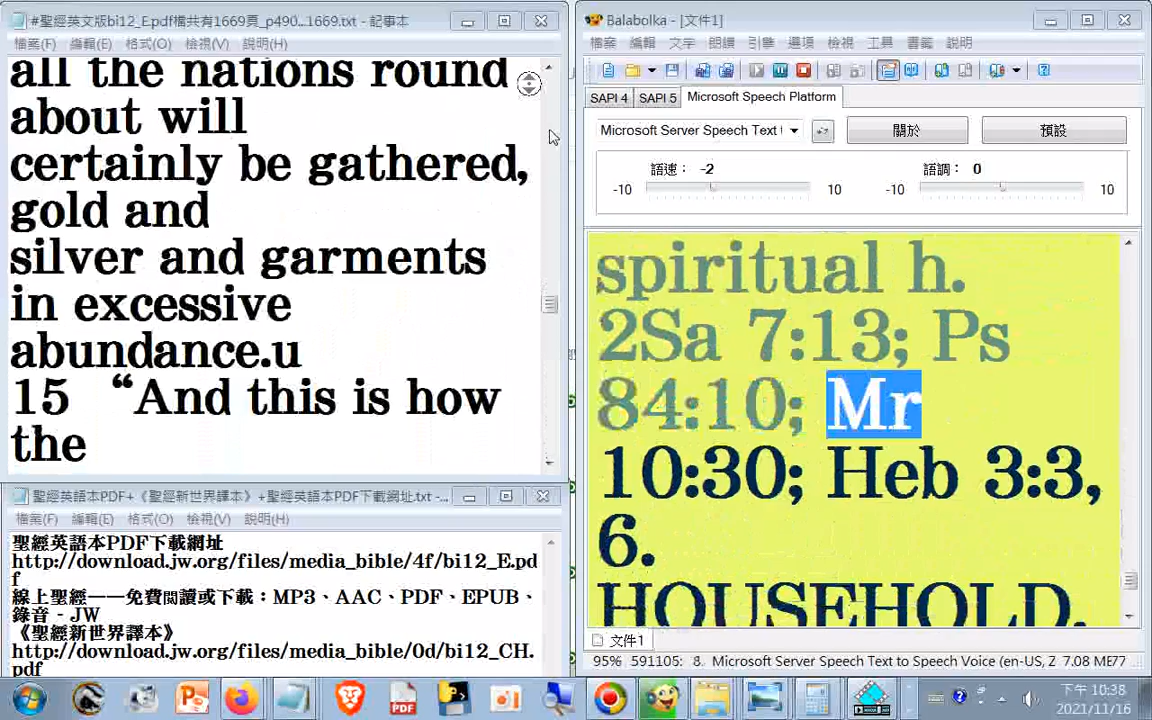 #聖經英文版bi12_E.pdf檔共有1669頁_p490...1669.txt - 記事本
檔案(F) 編輯(E) 格式(O) 檢視(V) 說明(H)
all the nations round
about will
certainly be gathered,
gold and
silver and garments
in excessive
abundance.u
15 “And this is how
the
聖經英語本PDF+《聖經新世界譯本》+聖經英語本PDF下載網址.txt - ...
檔案(F) 編輯(E) 格式(O) 檢視(V) 說明(H)
聖經英語本PDF下載網址
http://download.jw.org/files/media_bible/4f/bi12_E.pd
f
線上聖經——免費閱讀或下載：MP3、AAC、PDF、EPUB、
錄音 - JW
《聖經新世界譯本》
http://download.jw.org/files/media_bible/0d/bi12_CH.
pdf
Balabolka - [文件1]
檔案 編輯 文字 朗讀 引擎 選項 檢視 工具 書籤 說明
SAPI 4 SAPI 5 Microsoft Speech Platform
Microsoft Server Speech Text
關於 預設
語速： -2 語調： 0
-10 10 -10 10
spiritual h.
2Sa 7:13; Ps
84:10; Mr
10:30; Heb 3:3,
6.
HOUSEHOLD.
文件1
95% 591105: 8. Microsoft Server Speech Text to Speech Voice (en-US, Z 7.08 ME77
下午 10:38
2021/11/16